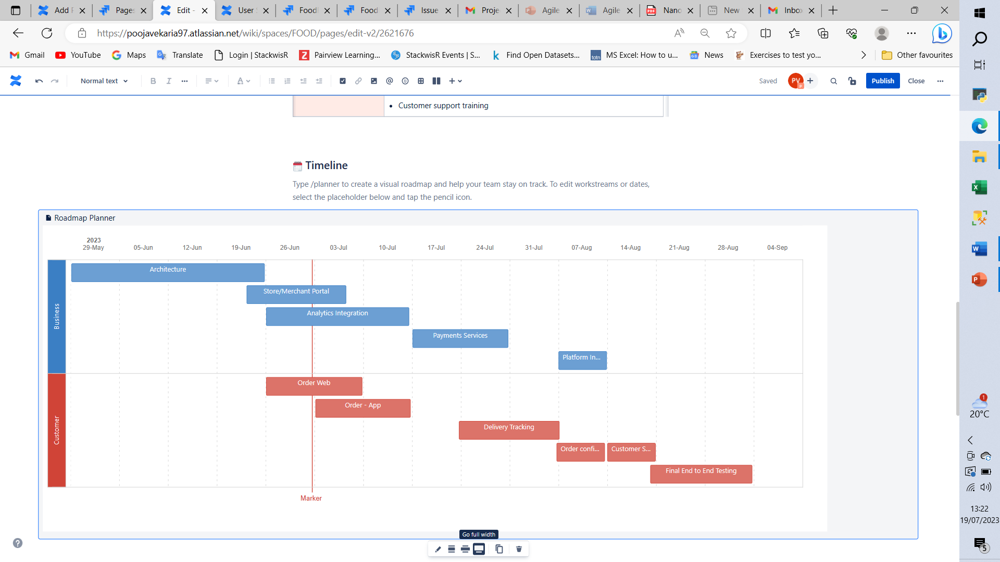 Add F
Pages
Edit -
User S
FoodI
Food
Issue
Proje
Agile
Agile
Nano
New
Inbox
https://poojavekaria97.atlassian.net/wiki/spaces/FOOD/pages/edit-v2/2621676
Gmail
YouTube
Maps
Translate
Login | StackwisR
Pairview Learning...
StackwisR Events | S...
Find Open Datasets...
MS Excel: How to u...
News
Exercises to test yo...
Other favourites
Normal text
Saved
PV
Publish
Close
• Customer support training
Timeline
Type /planner to create a visual roadmap and help your team stay on track. To edit workstreams or dates,
select the placeholder below and tap the pencil icon.
Roadmap Planner
2023
29-May 05-Jun 12-Jun 19-Jun 26-Jun 03-Jul 10-Jul 17-Jul 24-Jul 31-Jul 07-Aug 14-Aug 21-Aug 28-Aug 04-Sep
Business
Architecture
Store/Merchant Portal
Analytics Integration
Payments Services
Platform In...
Customer
Order Web
Order - App
Delivery Tracking
Order confi... Customer S...
Final End to End Testing
Marker
Go full width
1
20°C
13:22
19/07/2023
5